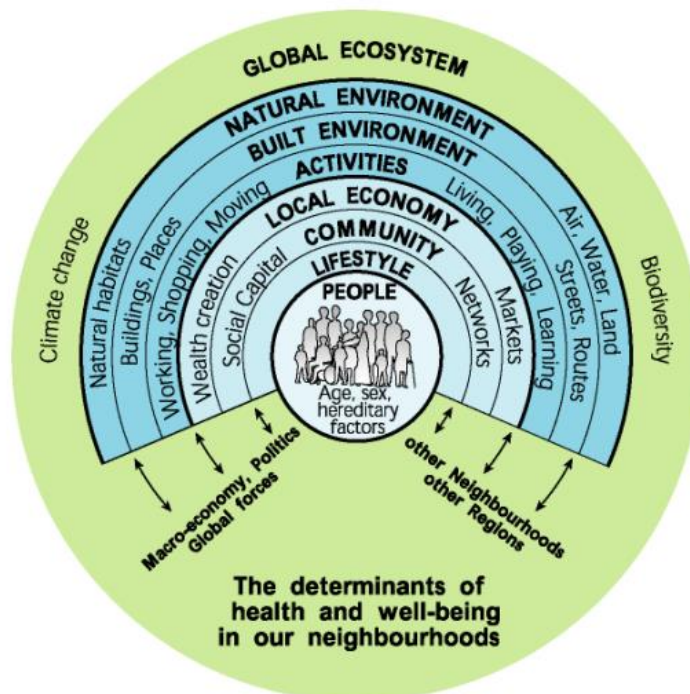 GLOBAL ECOSYSTEM
NATURAL ENVIRONMENT
BUILT ENVIRONMENT
ACTIVITIES
LOCAL ECONOMY
COMMUNITY
LIFESTYLE
PEOPLE
Age, sex,
hereditary
factors
Climate change
Natural habitats
Buildings, Places
Working, Shopping, Moving
Wealth creation
Social Capital
Networks
Markets
Living, Playing, Learning
Streets, Routes
Air, Water, Land
Biodiversity
Macro-economy, Politics
Global forces
other Neighbourhoods
other Regions
The determinants of
health and well-being
in our neighbourhoods